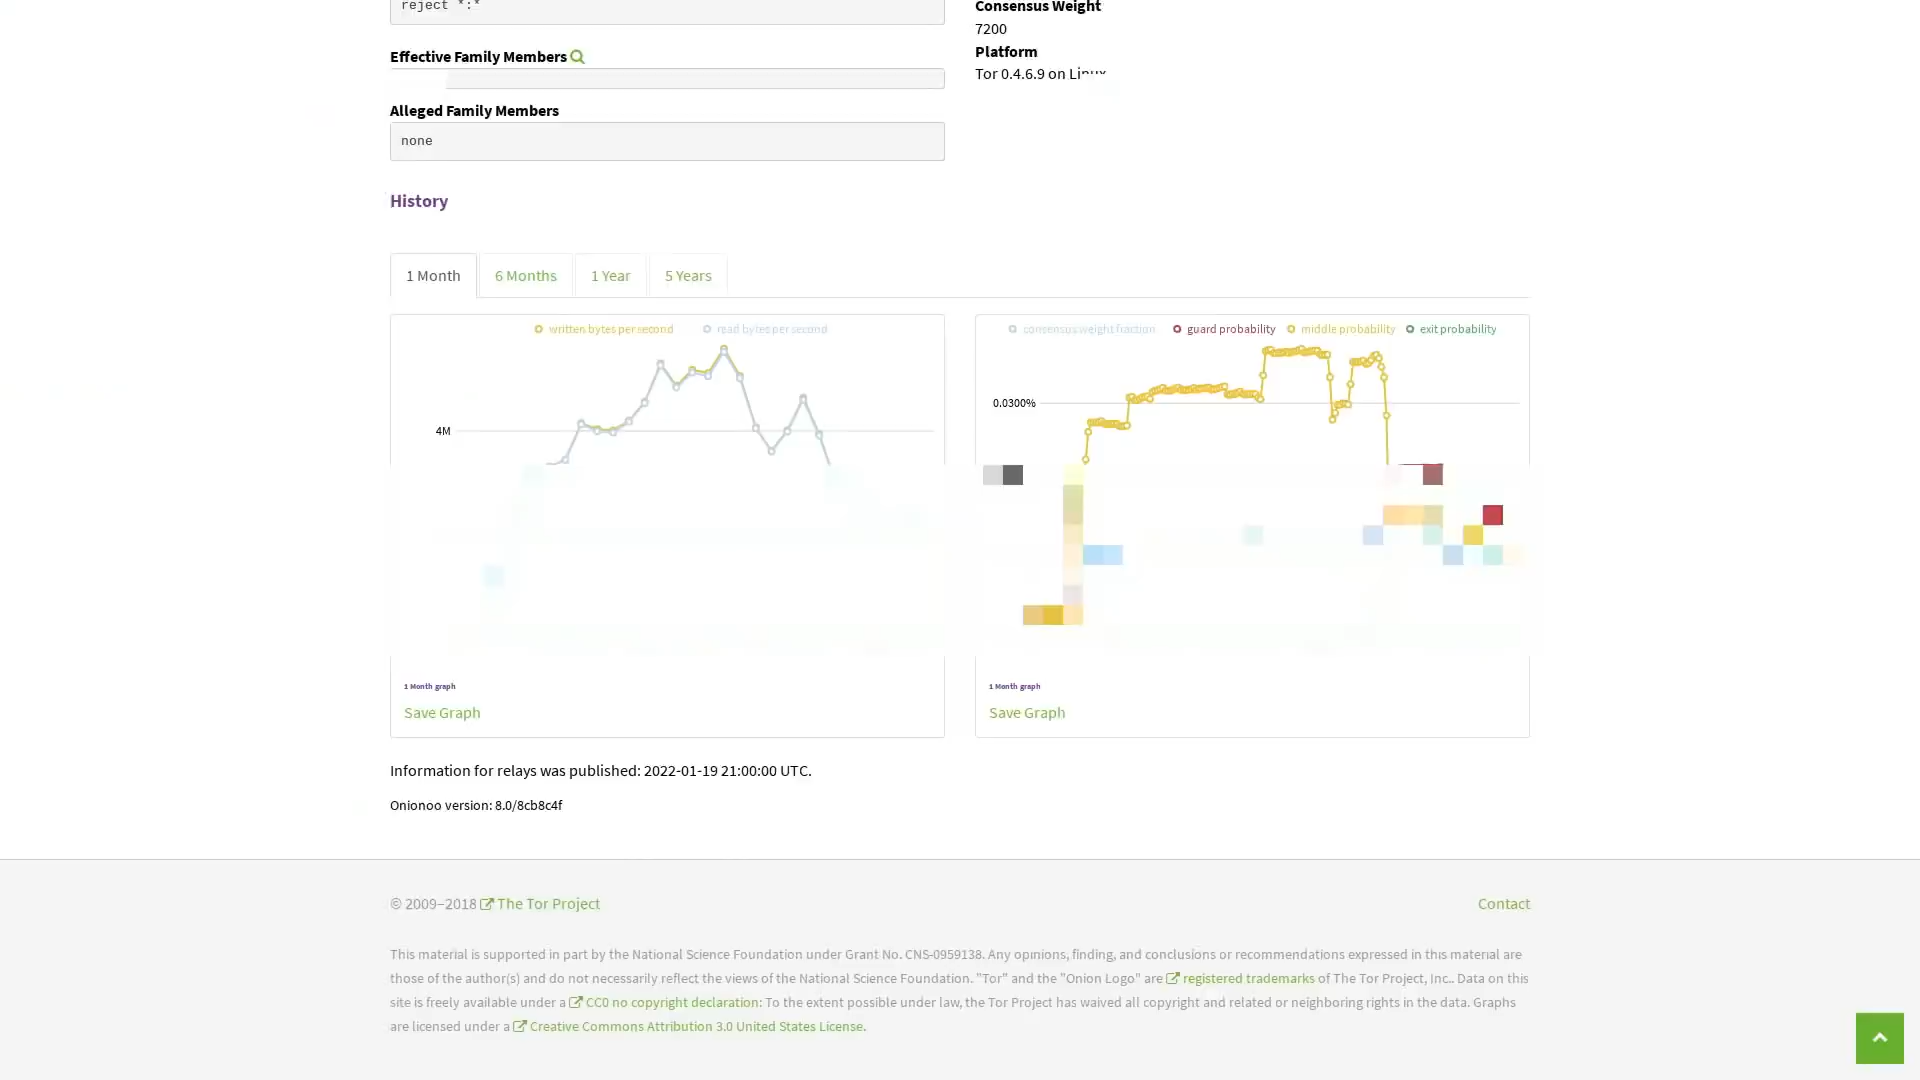 reject *:*
Consensus Weight
7200
Effective Family Members
Platform
Tor 0.4.6.9 on Linux
Alleged Family Members
none
History
1 Month
6 Months
1 Year
5 Years
written bytes per second
read bytes per second
4M
1 Month graph
Save Graph
consensus weight fraction
guard probability
middle probability
exit probability
0.0300%
1 Month graph
Save Graph
Information for relays was published: 2022-01-19 21:00:00 UTC.
Onionoo version: 8.0/8cb8c4f
© 2009–2018 The Tor Project
Contact
This material is supported in part by the National Science Foundation under Grant No. CNS-0959138. Any opinions, finding, and conclusions or recommendations expressed in this material are
those of the author(s) and do not necessarily reflect the views of the National Science Foundation. "Tor" and the "Onion Logo" are registered trademarks of The Tor Project, Inc.. Data on this
site is freely available under a CC0 no copyright declaration: To the extent possible under law, the Tor Project has waived all copyright and related or neighboring rights in the data. Graphs
are licensed under a Creative Commons Attribution 3.0 United States License.